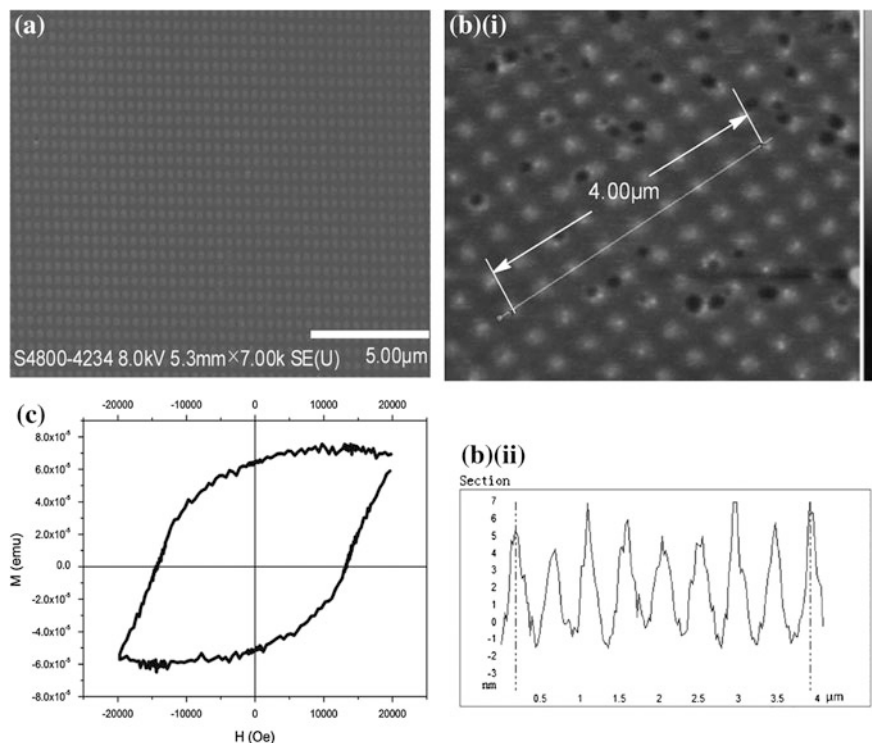 (a)
S4800-4234 8.0kV 5.3mm×7.00k SE(U) 5.00µm
(b)(i)
4.00µm
(c)
-20000 -10000 0 10000 20000
8.0x10⁻⁵
6.0x10⁻⁵
4.0x10⁻⁵
2.0x10⁻⁵
0.0
-2.0x10⁻⁵
-4.0x10⁻⁵
-6.0x10⁻⁵
-8.0x10⁻⁵
M (emu)
-20000 -10000 0 10000 20000
H (Oe)
(b)(ii)
Section
7
6
5
4
3
2
1
0
-1
-2
-3
nm
0.5 1 1.5 2 2.5 3 3.5 4 µm